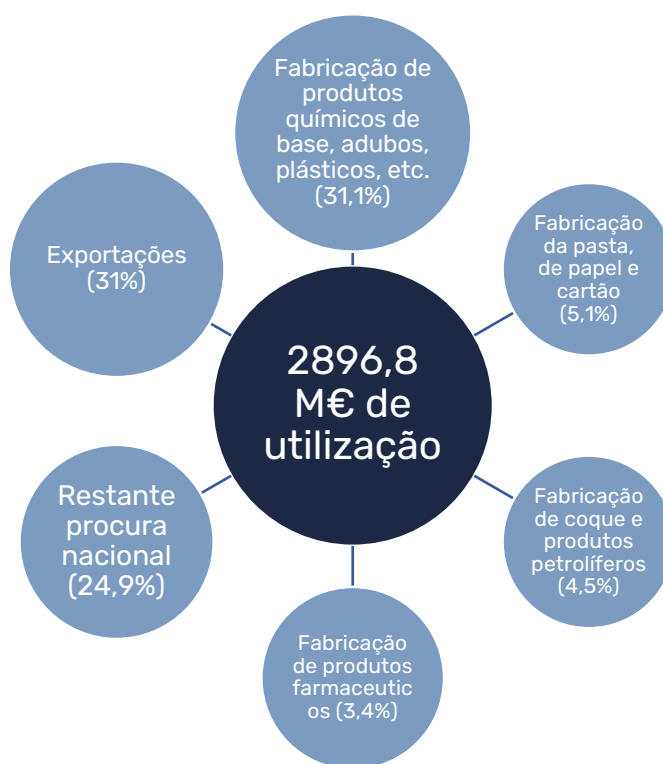 Fabricação de
produtos
químicos de
base, adubos,
plásticos, etc.
(31,1%)
Fabricação
da pasta,
de papel e
cartão
(5,1%)
Fabricação
de coque e
produtos
petrolíferos
(4,5%)
Fabricação
de produtos
farmaceutic
os (3,4%)
Restante
procura
nacional
(24,9%)
Exportações
(31%)
2896,8
M€ de
utilização